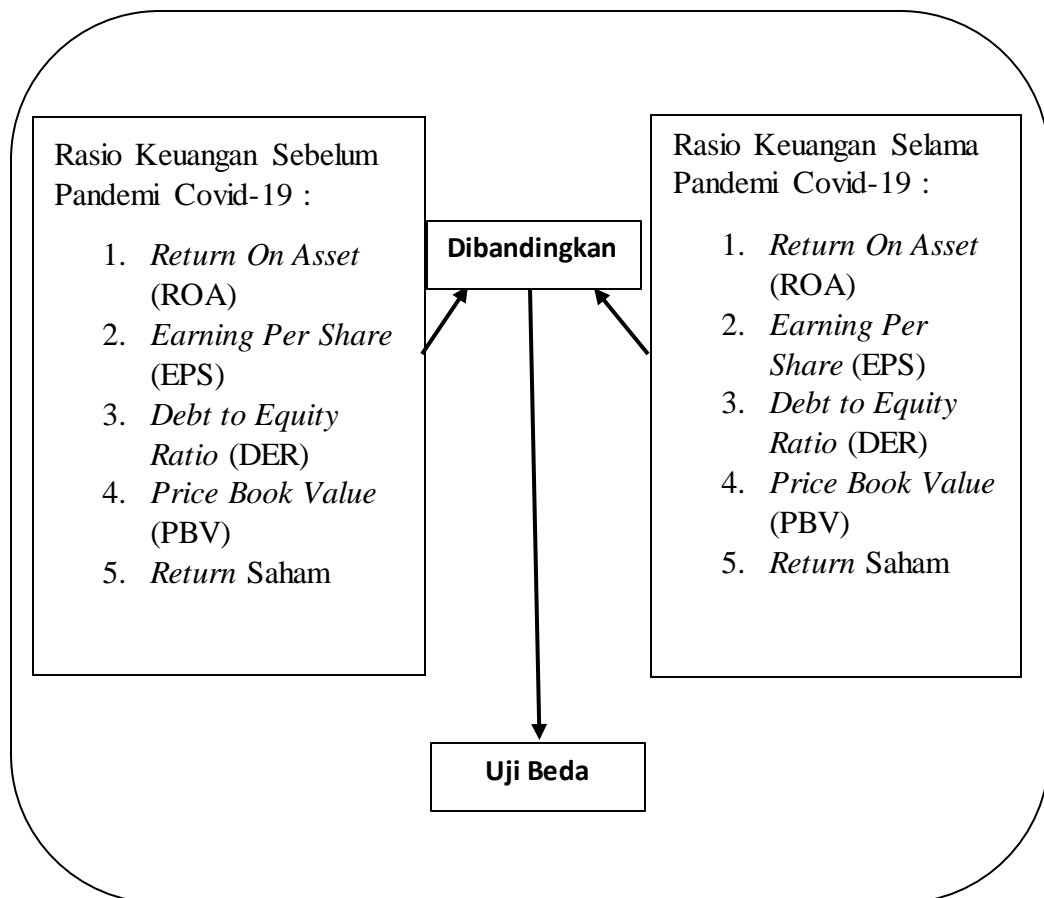 Rasio Keuangan Sebelum
Pandemi Covid-19 :
1. Return On Asset
(ROA)
2. Earning Per Share
(EPS)
3. Debt to Equity
Ratio (DER)
4. Price Book Value
(PBV)
5. Return Saham
Dibandingkan
Rasio Keuangan Selama
Pandemi Covid-19 :
1. Return On Asset
(ROA)
2. Earning Per
Share (EPS)
3. Debt to Equity
Ratio (DER)
4. Price Book Value
(PBV)
5. Return Saham
Uji Beda